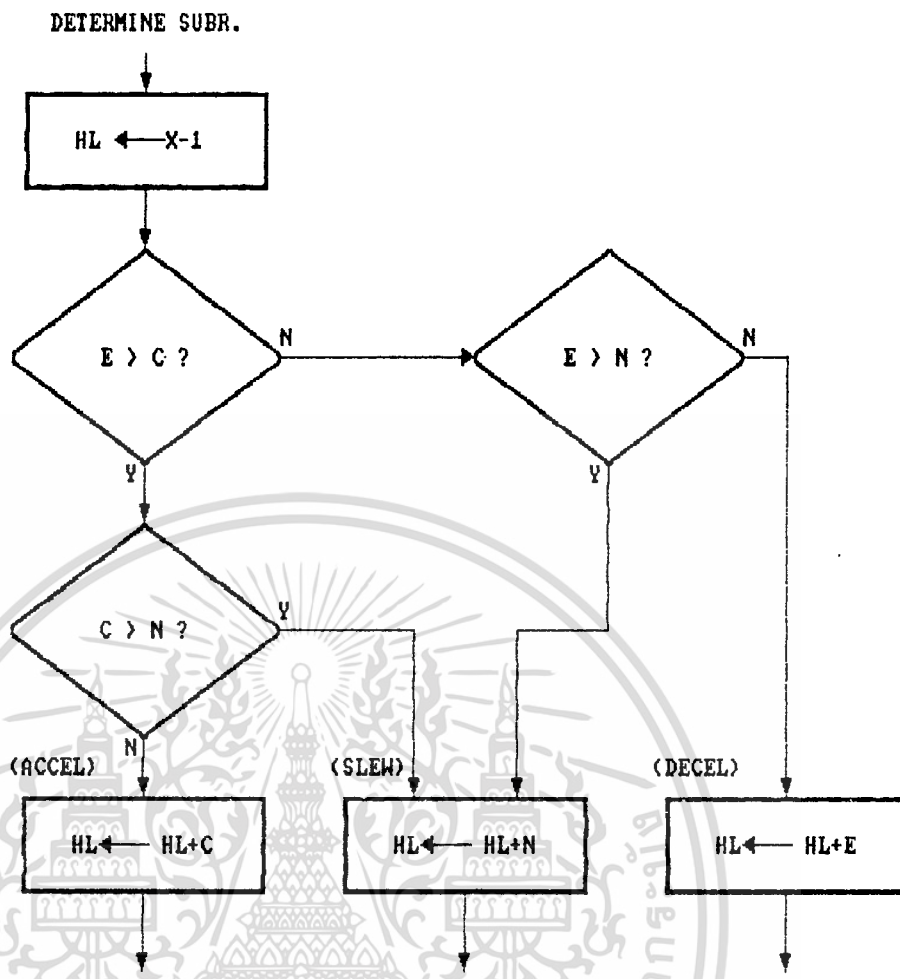 DETERMINE SUBR.
HL ◄── X-1
E > C ?
N
E > N ?
N
Y
Y
C > N ?
Y
N
(ACCEL)
(SLEW)
(DECEL)
HL ◄── HL+C
HL ◄── HL+N
HL ◄── HL+E